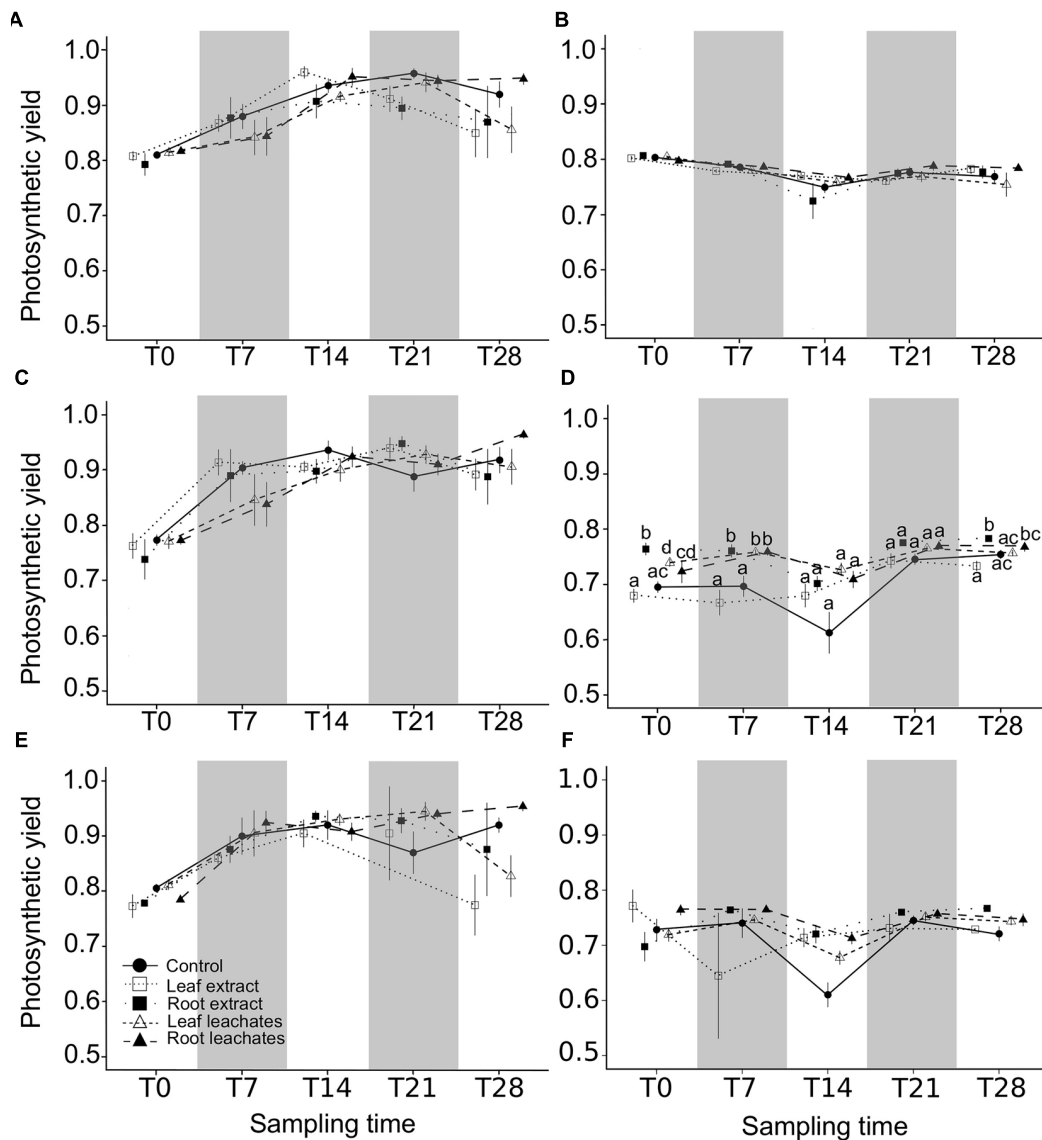 A
B
Photosynthetic yield
1.0
0.9
0.8
0.7
0.6
0.5
T0 T7 T14 T21 T28
1.0
0.9
0.8
0.7
0.6
0.5
T0 T7 T14 T21 T28
C
D
Photosynthetic yield
1.0
0.9
0.8
0.7
0.6
0.5
T0 T7 T14 T21 T28
1.0
0.9
0.8
0.7
0.6
0.5
b d cd a ac
b bb a a
a a a a a
a a a a a
b bc ac a
T0 T7 T14 T21 T28
E
F
Photosynthetic yield
1.0
0.9
0.8
0.7
0.6
0.5
Control
Leaf extract
Root extract
Leaf leachates
Root leachates
T0 T7 T14 T21 T28
Sampling time
1.0
0.9
0.8
0.7
0.6
0.5
T0 T7 T14 T21 T28
Sampling time